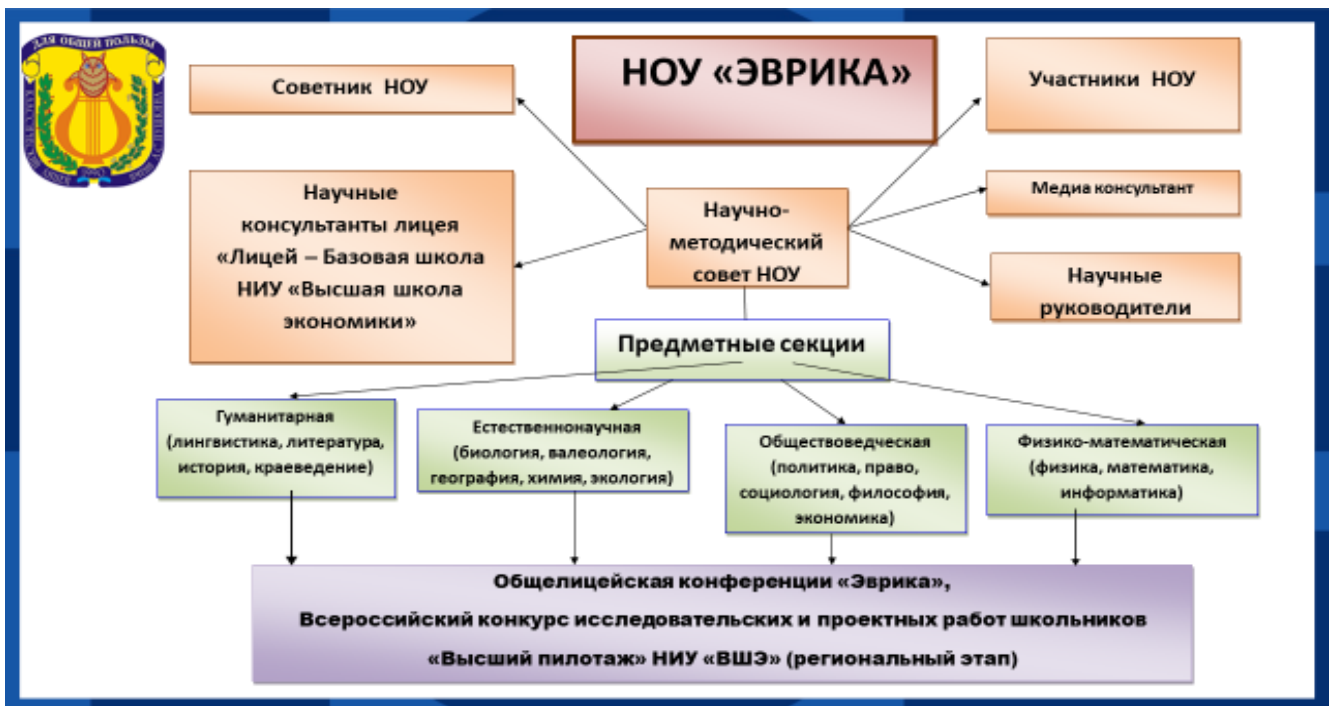 ДЛЯ ОБЩЕЙ ПОЛЬЗЫ
НОУ «ЭВРИКА»
Советник НОУ
Участники НОУ
Научные
консультанты лицея
«Лицей – Базовая школа
НИУ «Высшая школа
экономики»
Научно-
методический
совет НОУ
Медиа консультант
Научные
руководители
Предметные секции
Гуманитарная
(лингвистика, литература,
история, краеведение)
Естественнонаучная
(биология, валеология,
география, химия, экология)
Обществоведческая
(политика, право,
социология, философия,
экономика)
Физико-математическая
(физика, математика,
информатика)
Общелицейская конференции «Эврика»,
Всероссийский конкурс исследовательских и проектных работ школьников
«Высший пилотаж» НИУ «ВШЭ» (региональный этап)